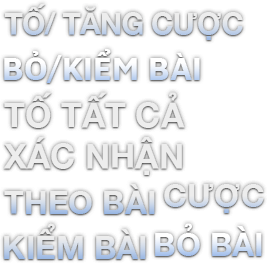 TỐ/ TĂNG CƯỢC
BỎ/KIỂM BÀI
TỐ TẤT CẢ
XÁC NHẬN
THEO BÀI CƯỢC
KIỂM BÀI BỎ BÀI